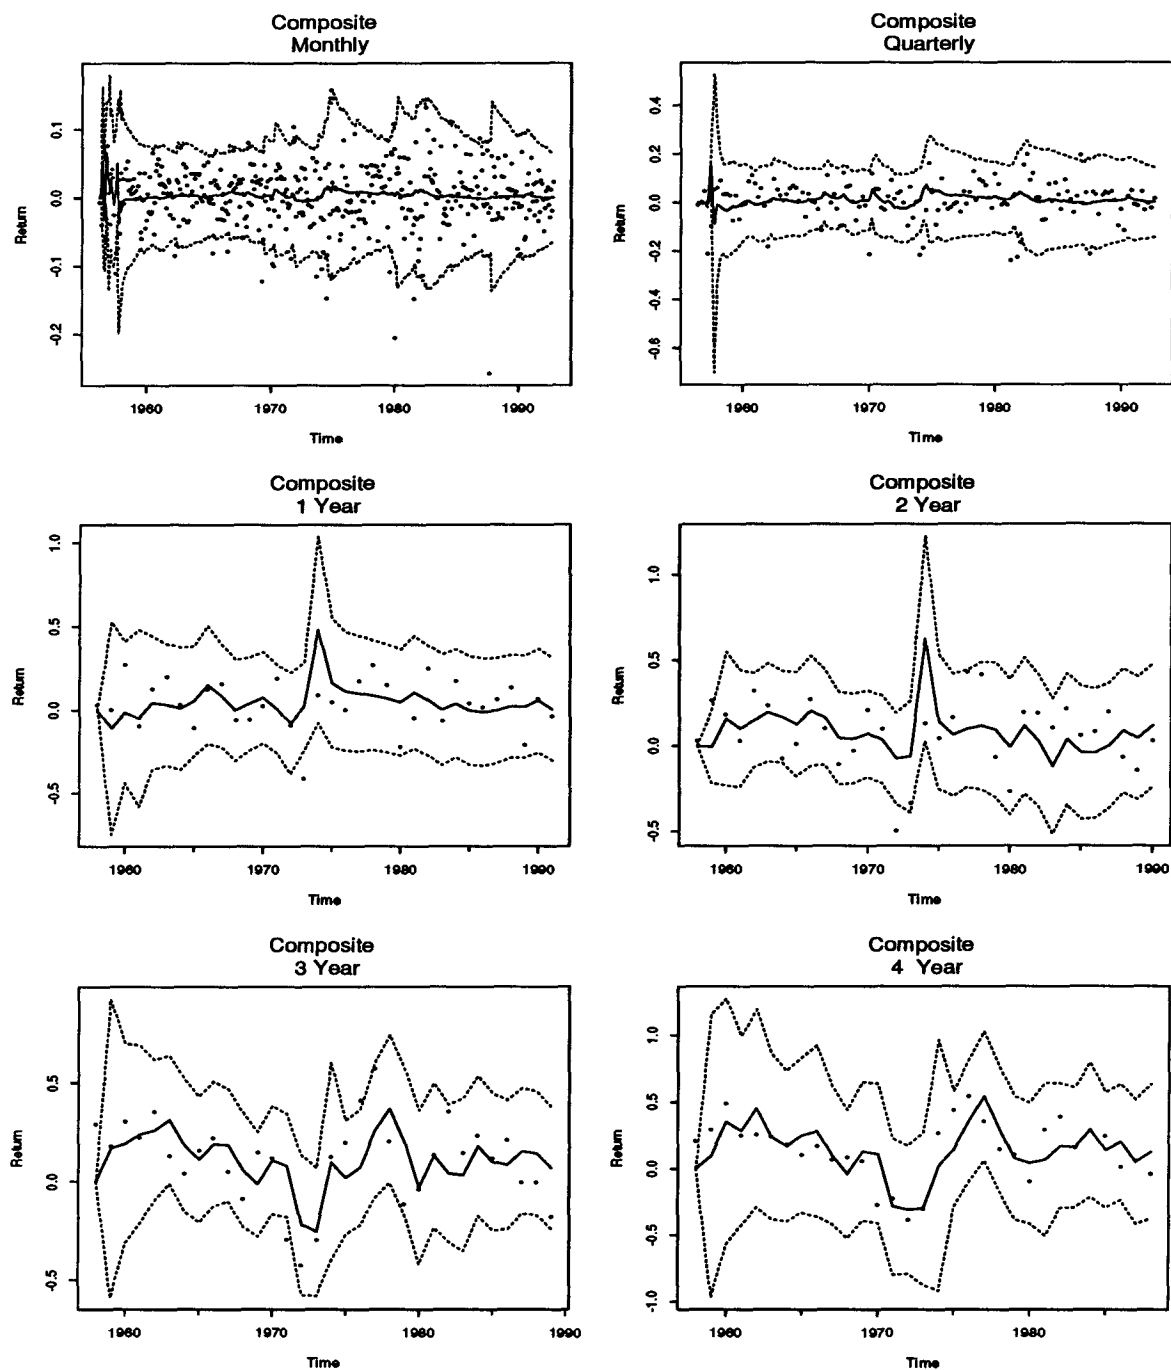 Composite
Monthly
Return
0.1
0.0
-0.1
-0.2
1960 1970 1980 1990
Time
Composite
Quarterly
Return
0.4
0.2
0.0
-0.2
-0.4
-0.6
1960 1970 1980 1990
Time
Composite
1 Year
Return
1.0
0.5
0.0
-0.5
1960 1970 1980 1990
Time
Composite
2 Year
Return
1.0
0.5
0.0
-0.5
1960 1970 1980 1990
Time
Composite
3 Year
Return
0.5
0.0
-0.5
1960 1970 1980 1990
Time
Composite
4 Year
Return
1.0
0.5
0.0
-0.5
-1.0
1960 1970 1980
Time